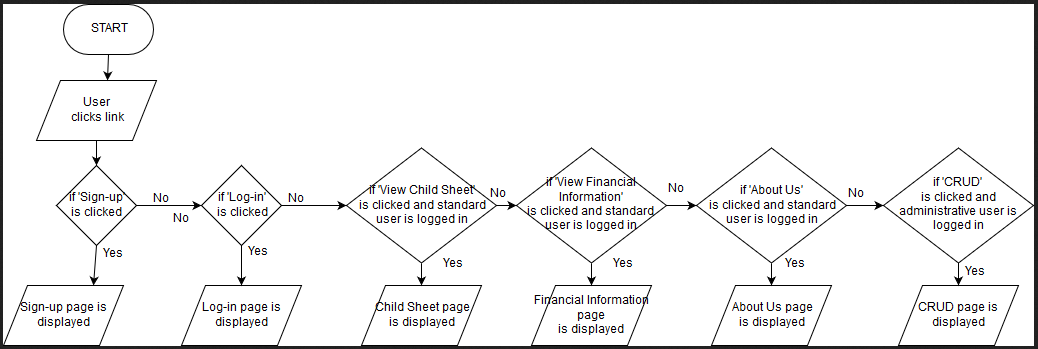 START
User
clicks link
if 'Sign-up'
is clicked
No
No
if 'Log-in'
is clicked
No
if 'View Child Sheet'
is clicked and standard
user is logged in
No
if 'View Financial
Information'
is clicked and standard
user is logged in
No
if 'About Us'
is clicked and standard
user is logged in
No
if 'CRUD'
is clicked and
administrative user is
logged in
Yes
Yes
Yes
Yes
Yes
Yes
Sign-up page is
displayed
Log-in page is
displayed
Child Sheet page
is displayed
Financial Information
page
is displayed
About Us page
is displayed
CRUD page is
displayed